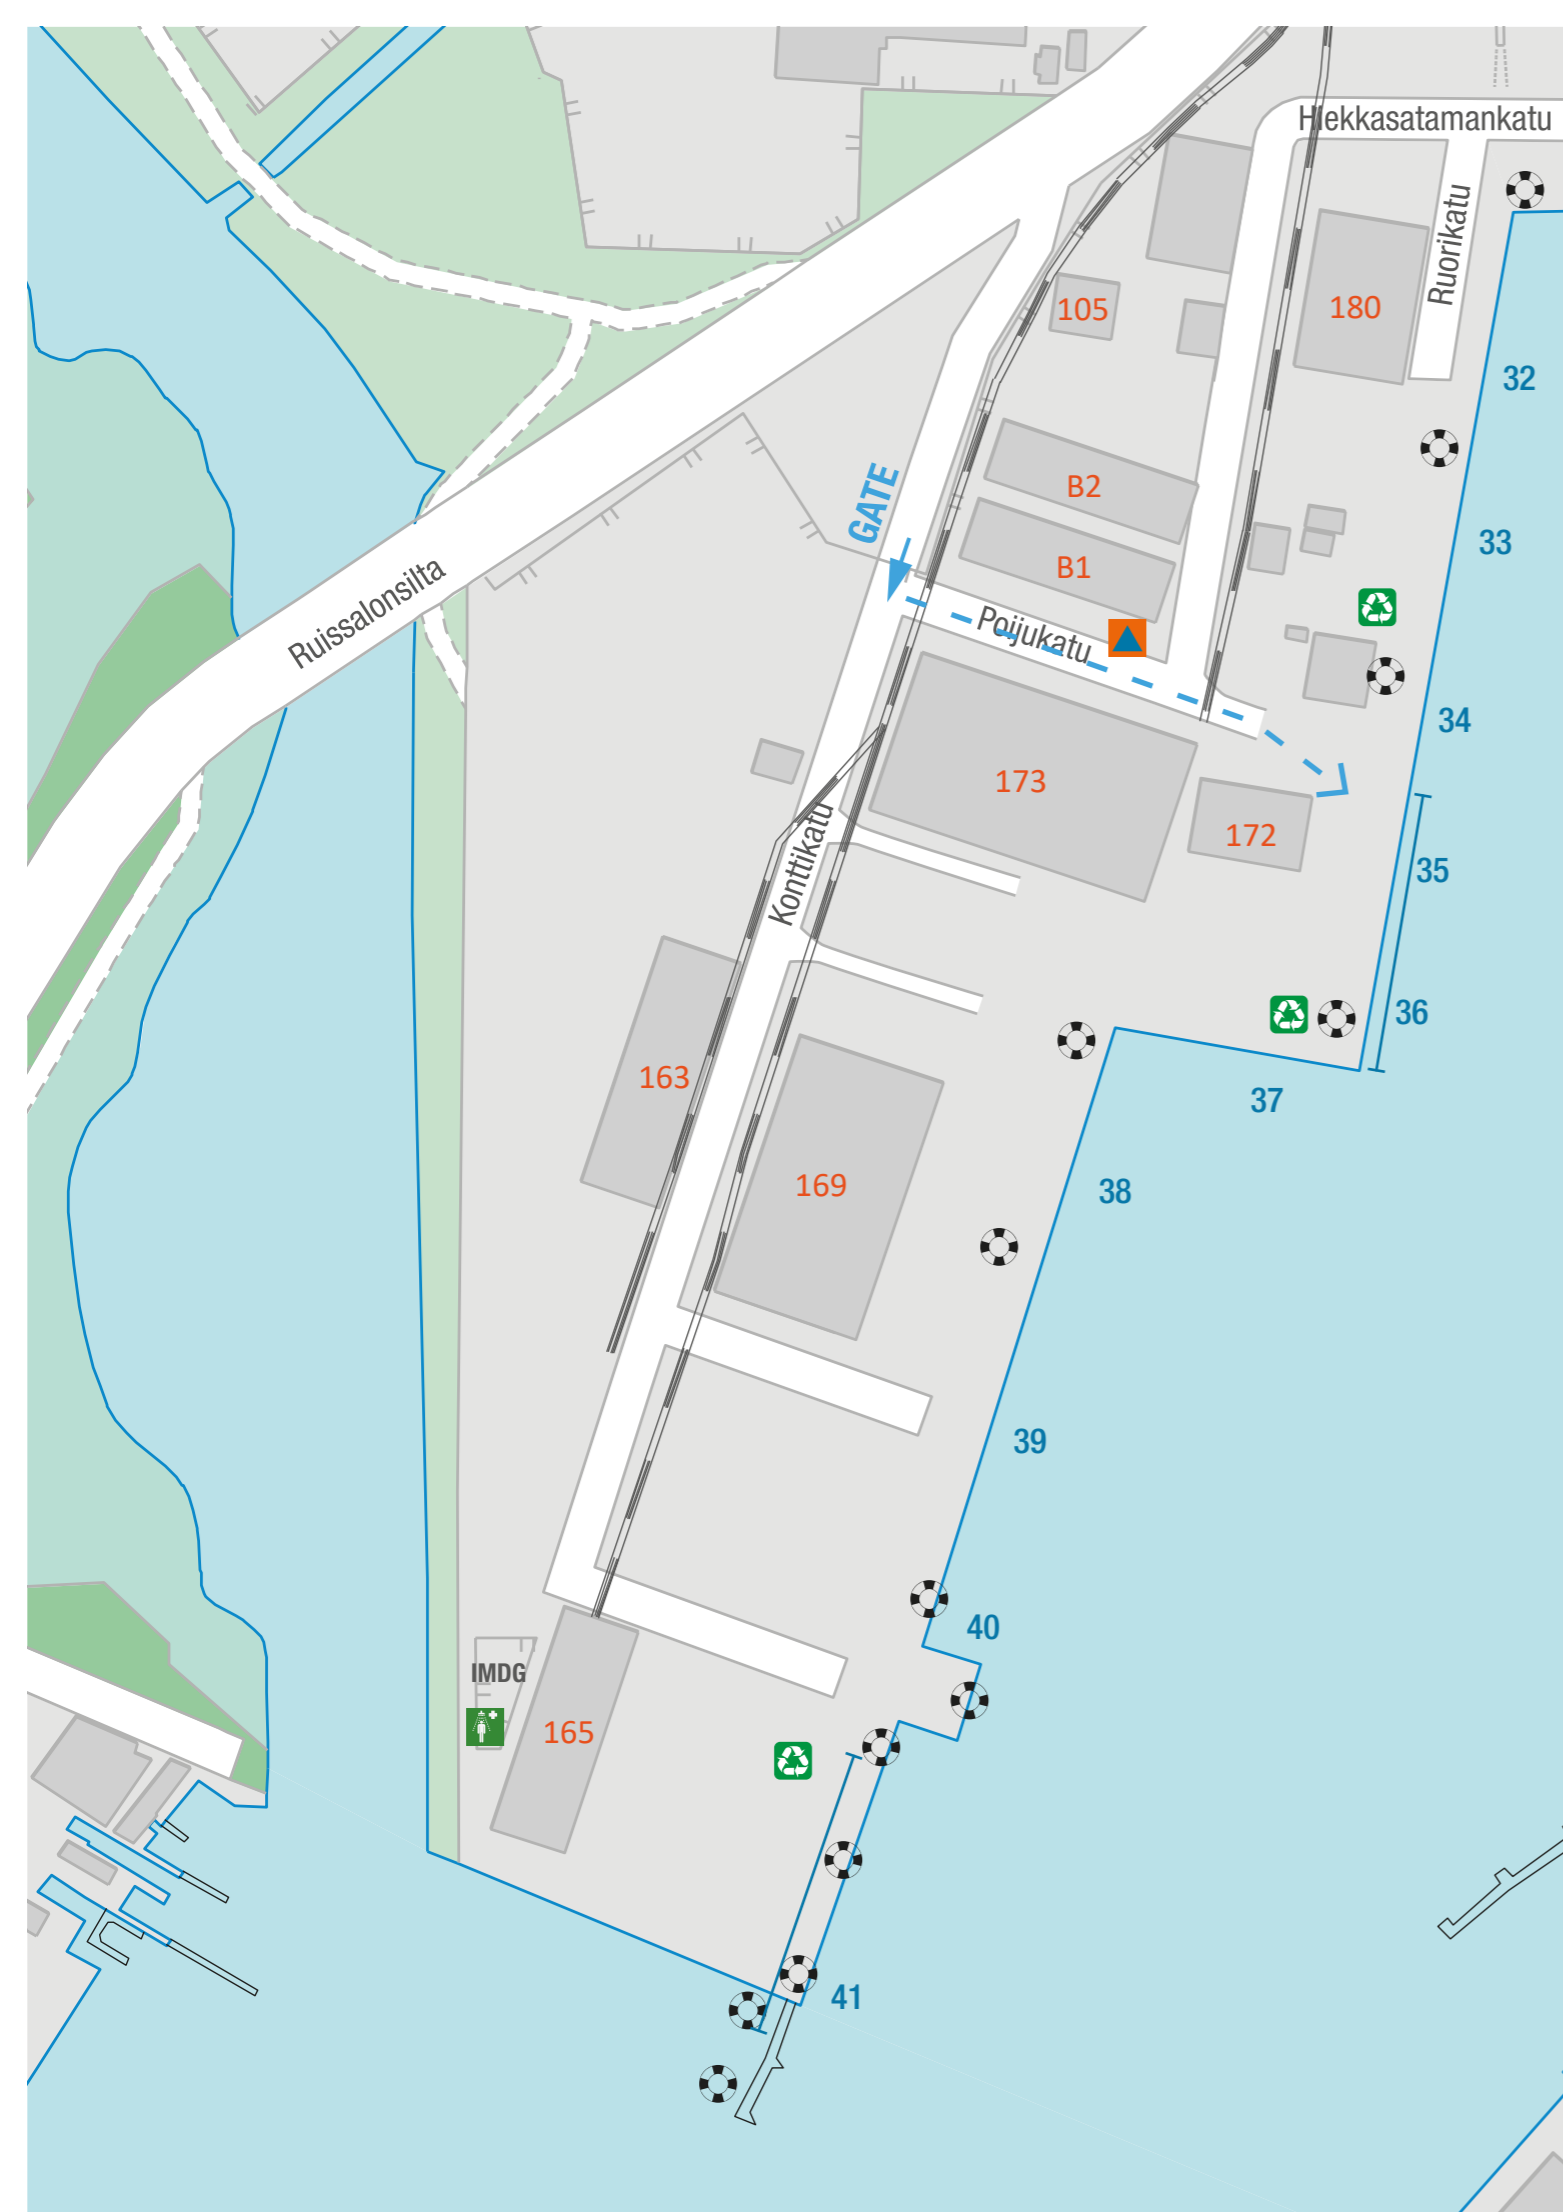 Hiekkasatamankatu
Ruorikatu
105
180
32
B2
GATE
33
B1
Ruissalonsilta
Poijukatu
34
173
172
35
Konttikatu
36
163
37
169
38
39
40
IMDG
165
41